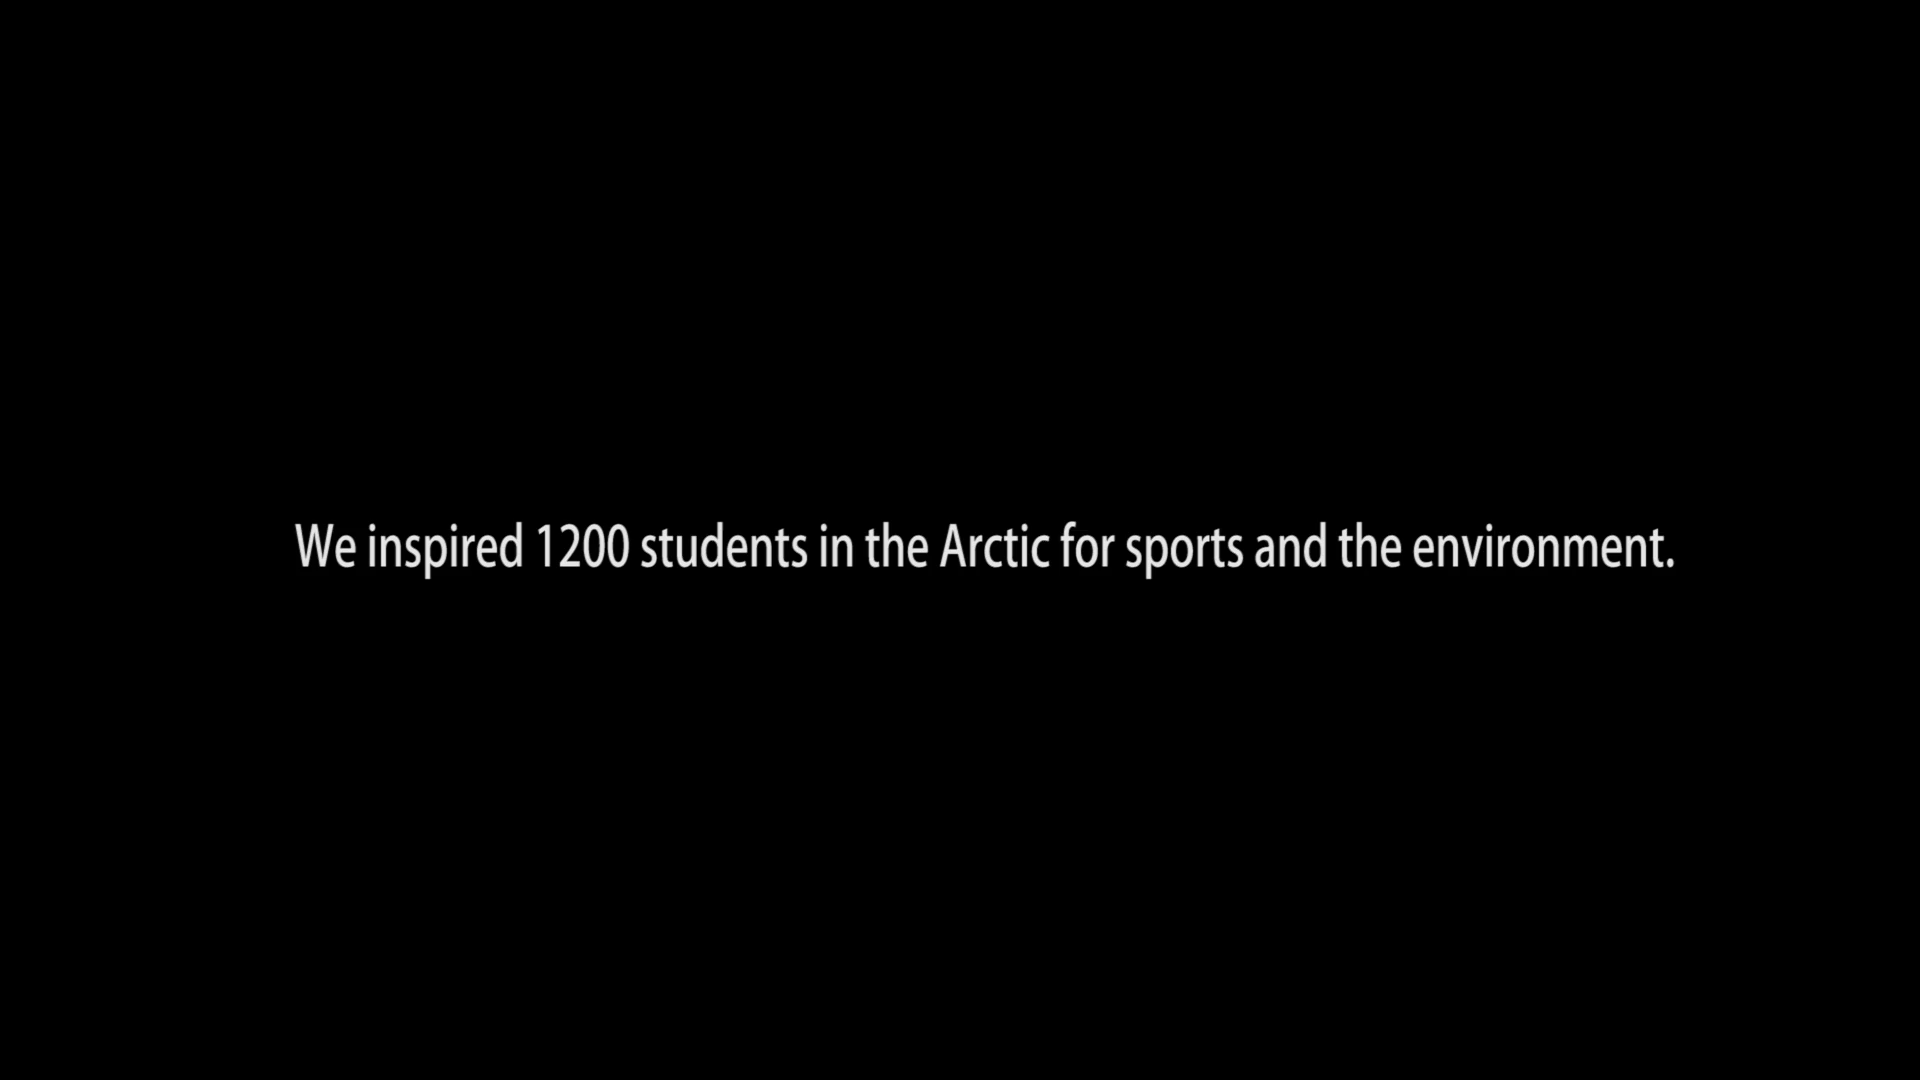 We inspired 1200 students in the Arctic for sports and the environment.